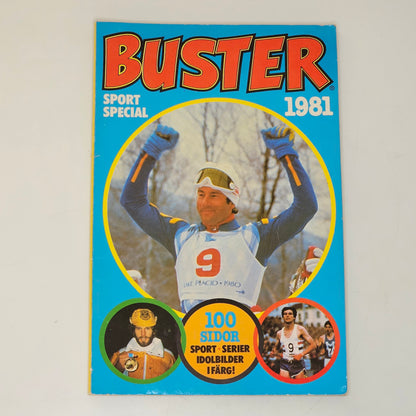 BUSTER
SPORT
SPECIAL
1981
9
LAKE PLACID • 1980
100
SIDOR
SPORT • SERIER
IDOLBILDER
I FÄRG!
9